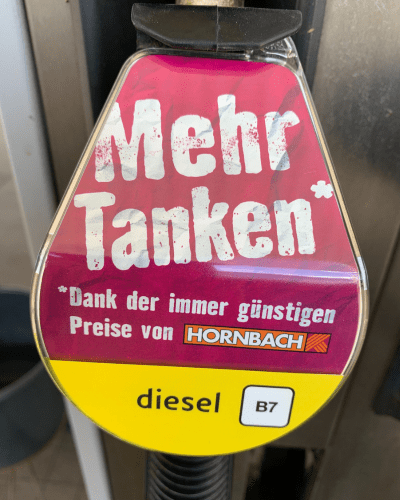 Mehr
Tanken*
*Dank der immer günstigen
Preise von HORNBACH
diesel B7